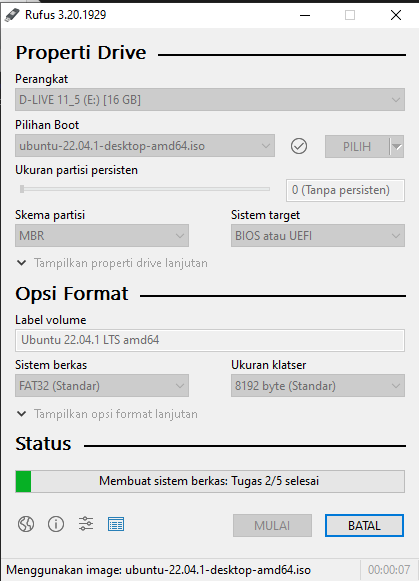 Rufus 3.20.1929
Properti Drive
Perangkat
D-LIVE 11_5 (E:) [16 GB]
Pilihan Boot
ubuntu-22.04.1-desktop-amd64.iso
PILIH
Ukuran partisi persisten
0 (Tanpa persisten)
Skema partisi Sistem target
MBR BIOS atau UEFI
Tampilkan properti drive lanjutan
Opsi Format
Label volume
Ubuntu 22.04.1 LTS amd64
Sistem berkas Ukuran klatser
FAT32 (Standar) 8192 byte (Standar)
Tampilkan opsi format lanjutan
Status
Membuat sistem berkas: Tugas 2/5 selesai
MULAI BATAL
Menggunakan image: ubuntu-22.04.1-desktop-amd64.iso 00:00:07